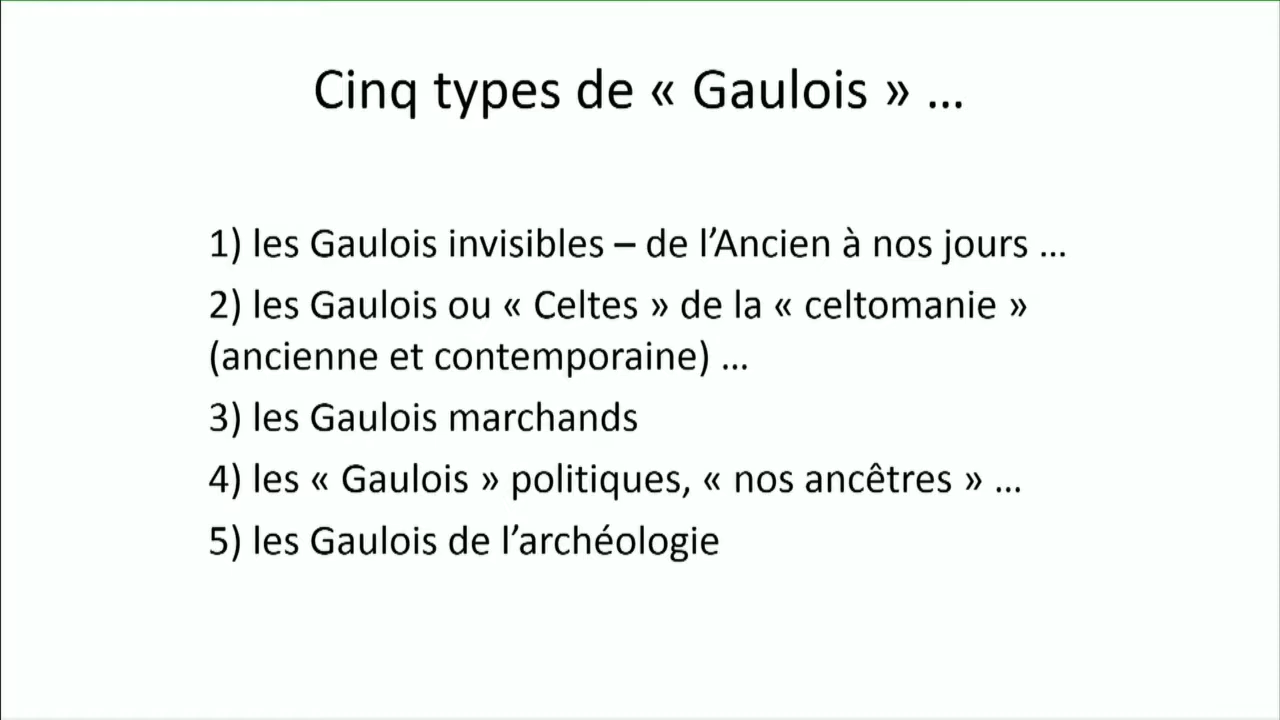 Cinq types de « Gaulois » ...
1) les Gaulois invisibles – de l’Ancien à nos jours ...
2) les Gaulois ou « Celtes » de la « celtomanie »
(ancienne et contemporaine) ...
3) les Gaulois marchands
4) les « Gaulois » politiques, « nos ancêtres » ...
5) les Gaulois de l’archéologie